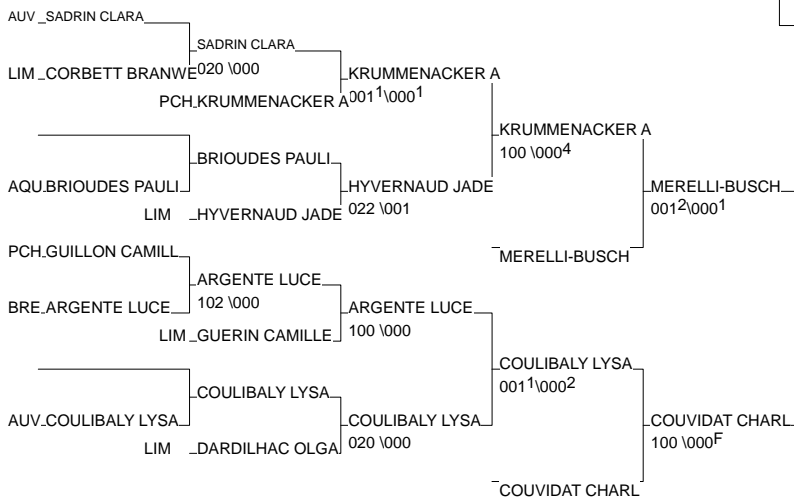 AUV SADRIN CLARA
SADRIN CLARA
020 \000
LIM CORBETT BRANWE
KRUMMENACKER A
001¹\000¹
PCH KRUMMENACKER A
KRUMMENACKER A
100 \000⁴
BRIOUDES PAULI
AQU BRIOUDES PAULI
HYVERNAUD JADE
022 \001
MERELLI-BUSCH
001²\000¹
LIM HYVERNAUD JADE
PCH GUILLON CAMILL
MERELLI-BUSCH
ARGENTE LUCE
102 \000
BRE ARGENTE LUCE
ARGENTE LUCE
100 \000
LIM GUERIN CAMILLE
COULIBALY LYSA
001¹\000²
COULIBALY LYSA
AUV COULIBALY LYSA
COULIBALY LYSA
020 \000
COUVIDAT CHARL
100 \000F
LIM DARDILHAC OLGA
COUVIDAT CHARL